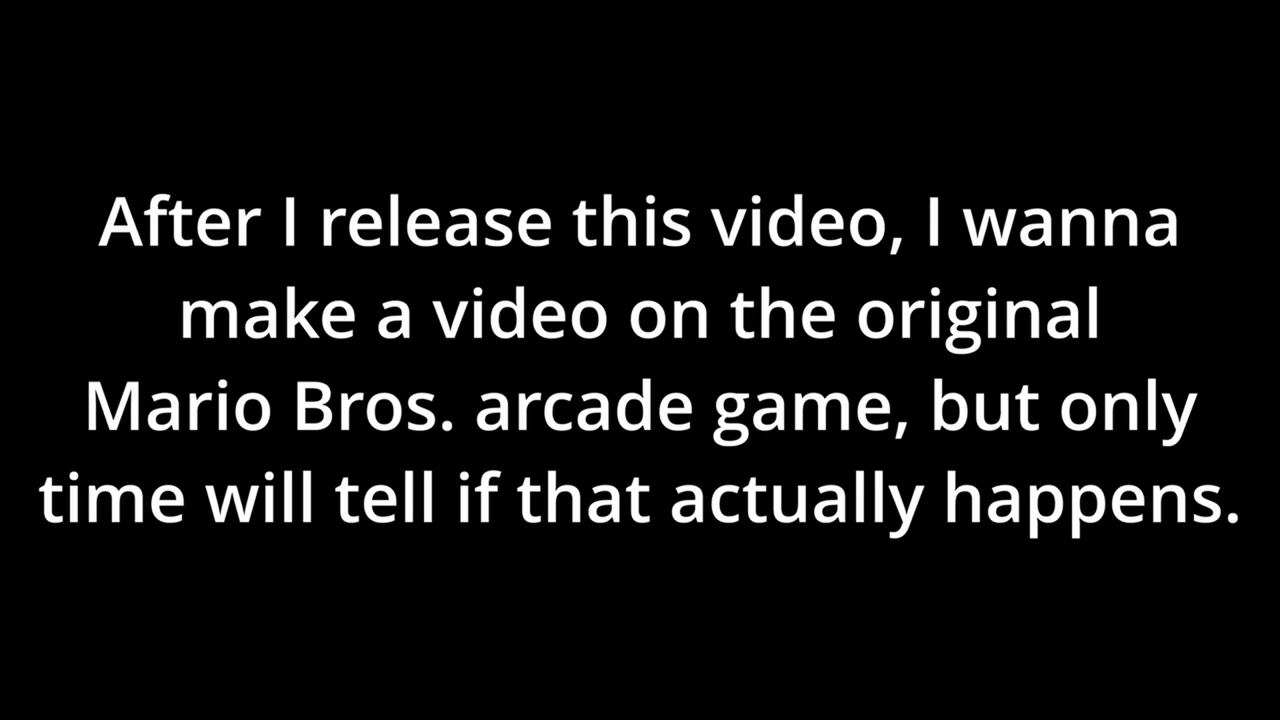 After I release this video, I wanna
make a video on the original
Mario Bros. arcade game, but only
time will tell if that actually happens.